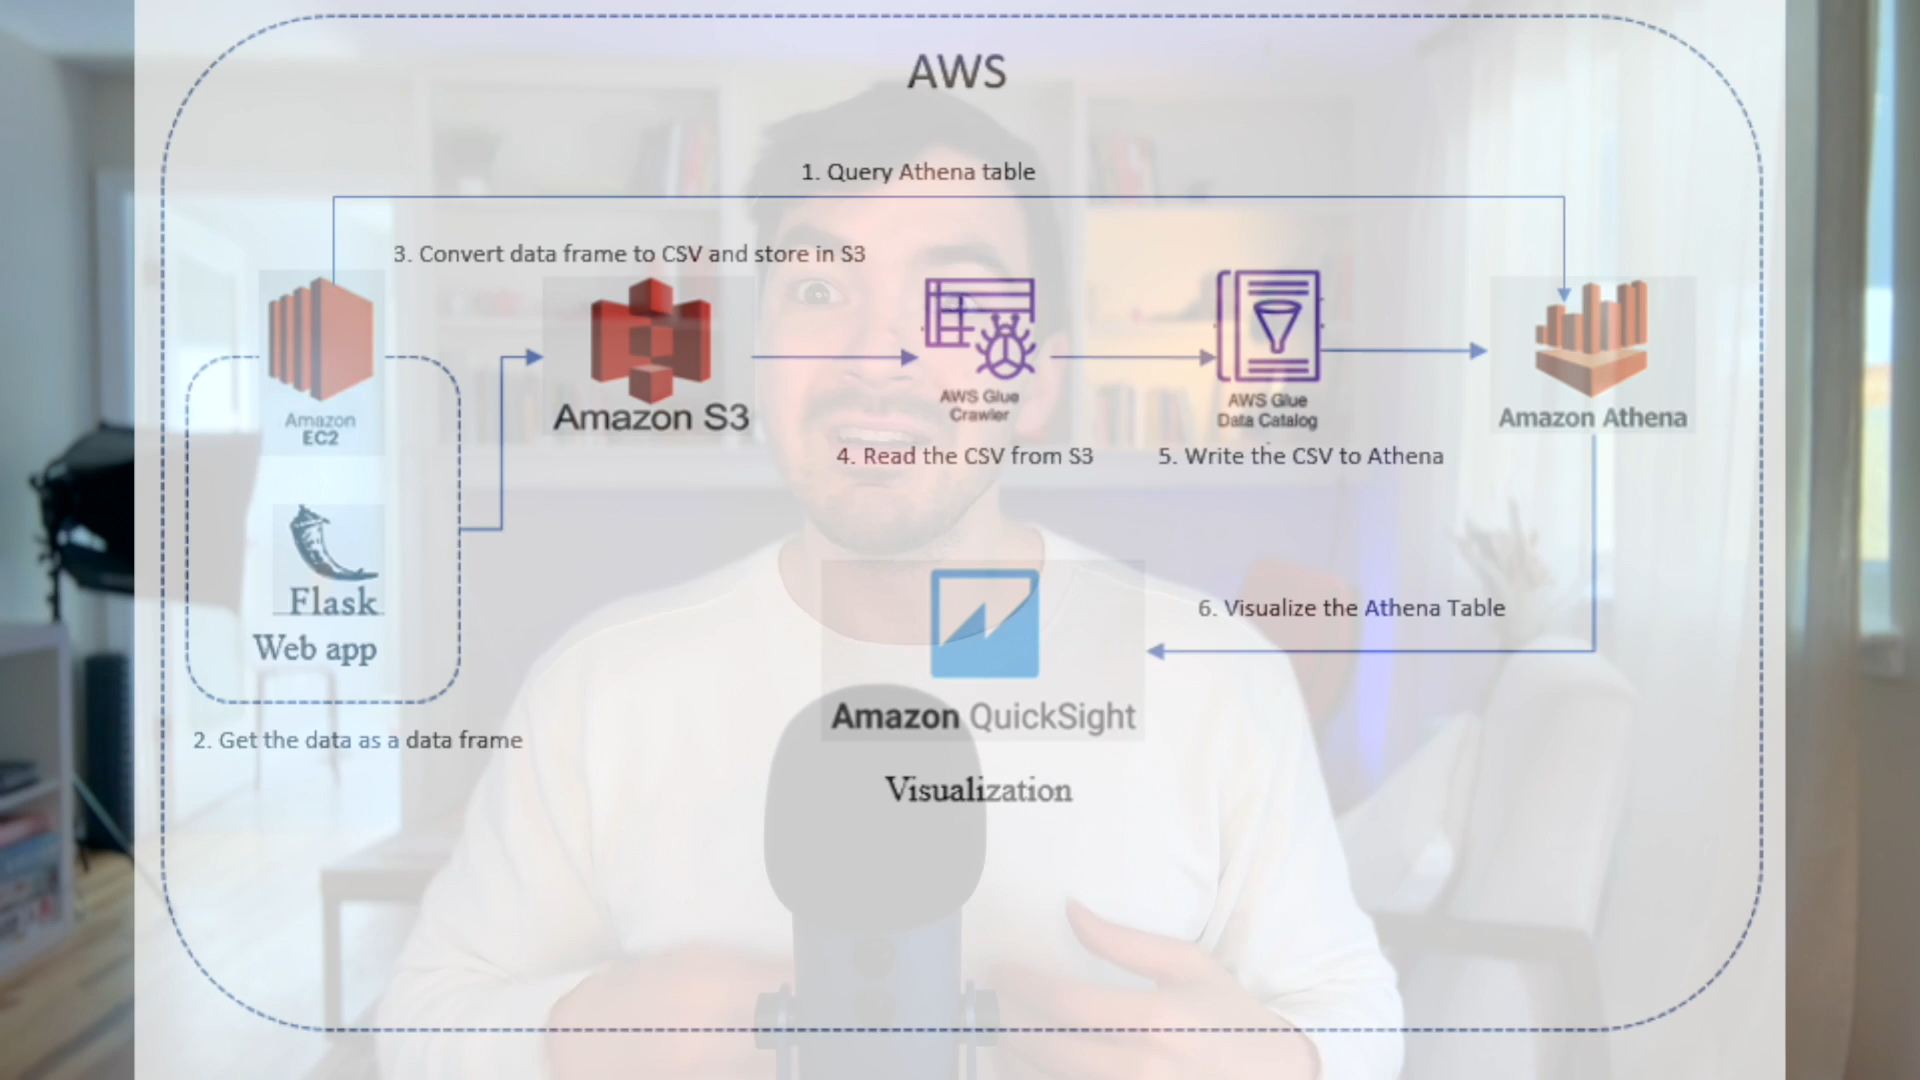 AWS
1. Query Athena table
3. Convert data frame to CSV and store in S3
Amazon
EC2
Amazon S3
AWS Glue
Crawler
AWS Glue
Data Catalog
Amazon Athena
4. Read the CSV from S3
5. Write the CSV to Athena
Flask
Web app
2. Get the data as a data frame
6. Visualize the Athena Table
Amazon QuickSight
Visualization